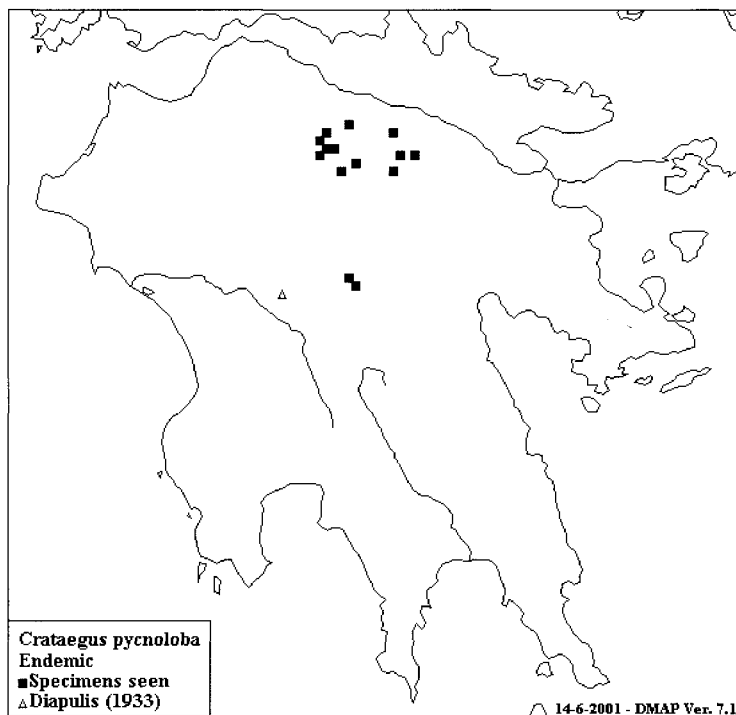 Crataegus pycnoloba
Endemic
■Specimens seen
△Diapulis (1933)
14-6-2001 - DMAP Ver. 7.1